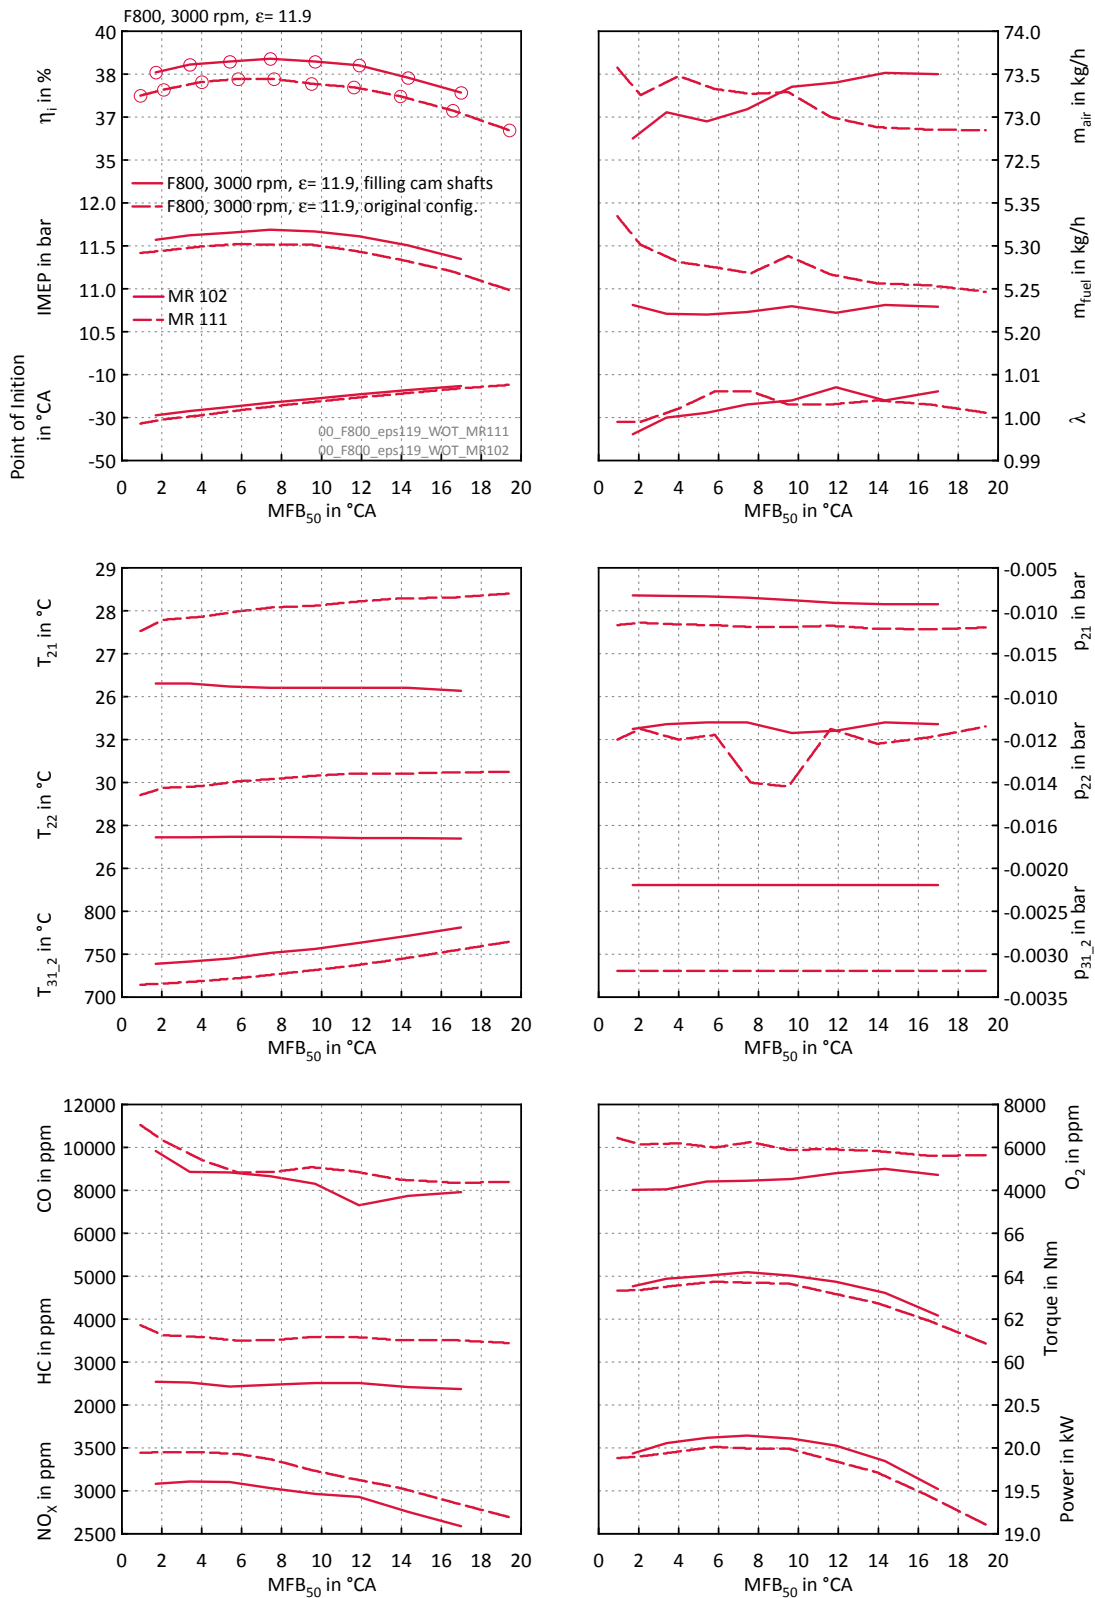 F800, 3000 rpm, ε= 11.9
40
38
37
35
η_i in %
F800, 3000 rpm, ε= 11.9, filling cam shafts
F800, 3000 rpm, ε= 11.9, original config.
12.0
11.5
11.0
10.5
IMEP in bar
MR 102
MR 111
-10
-30
-50
Point of Inition
in °CA
00_F800_eps119_WOT_MR111
00_F800_eps119_WOT_MR102
0 2 4 6 8 10 12 14 16 18 20
MFB50 in °CA
74.0
73.5
73.0
72.5
m_air in kg/h
5.35
5.30
5.25
5.20
m_fuel in kg/h
1.01
1.00
0.99
λ
0 2 4 6 8 10 12 14 16 18 20
MFB50 in °CA
29
28
27
26
T21 in °C
32
30
28
26
T22 in °C
800
750
700
T31_2 in °C
0 2 4 6 8 10 12 14 16 18 20
MFB50 in °CA
-0.005
-0.010
-0.015
p21 in bar
-0.010
-0.012
-0.014
-0.016
p22 in bar
-0.0020
-0.0025
-0.0030
-0.0035
p31_2 in bar
0 2 4 6 8 10 12 14 16 18 20
MFB50 in °CA
12000
10000
8000
6000
CO in ppm
5000
4000
3000
2000
HC in ppm
3500
3000
2500
NOX in ppm
0 2 4 6 8 10 12 14 16 18 20
MFB50 in °CA
8000
6000
4000
O2 in ppm
66
64
62
60
Torque in Nm
20.5
20.0
19.5
19.0
Power in kW
0 2 4 6 8 10 12 14 16 18 20
MFB50 in °CA